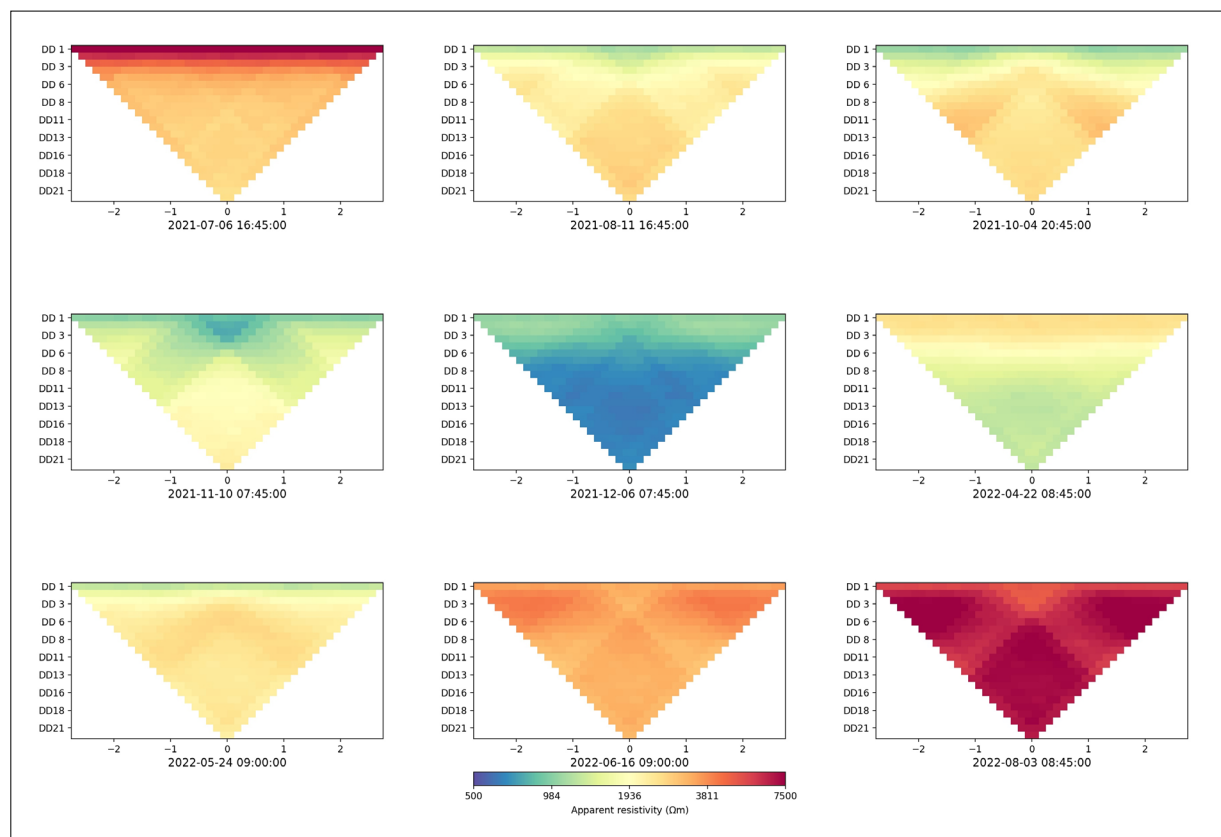 DD 1
DD 3
DD 6
DD 8
DD11
DD13
DD16
DD18
DD21
−2 −1 0 1 2
2021-07-06 16:45:00
DD 1
DD 3
DD 6
DD 8
DD11
DD13
DD16
DD18
DD21
−2 −1 0 1 2
2021-08-11 16:45:00
DD 1
DD 3
DD 6
DD 8
DD11
DD13
DD16
DD18
DD21
−2 −1 0 1 2
2021-10-04 20:45:00
DD 1
DD 3
DD 6
DD 8
DD11
DD13
DD16
DD18
DD21
−2 −1 0 1 2
2021-11-10 07:45:00
DD 1
DD 3
DD 6
DD 8
DD11
DD13
DD16
DD18
DD21
−2 −1 0 1 2
2021-12-06 07:45:00
DD 1
DD 3
DD 6
DD 8
DD11
DD13
DD16
DD18
DD21
−2 −1 0 1 2
2022-04-22 08:45:00
DD 1
DD 3
DD 6
DD 8
DD11
DD13
DD16
DD18
DD21
−2 −1 0 1 2
2022-05-24 09:00:00
DD 1
DD 3
DD 6
DD 8
DD11
DD13
DD16
DD18
DD21
−2 −1 0 1 2
2022-06-16 09:00:00
DD 1
DD 3
DD 6
DD 8
DD11
DD13
DD16
DD18
DD21
−2 −1 0 1 2
2022-08-03 08:45:00
500 984 1936 3811 7500
Apparent resistivity (Ωm)